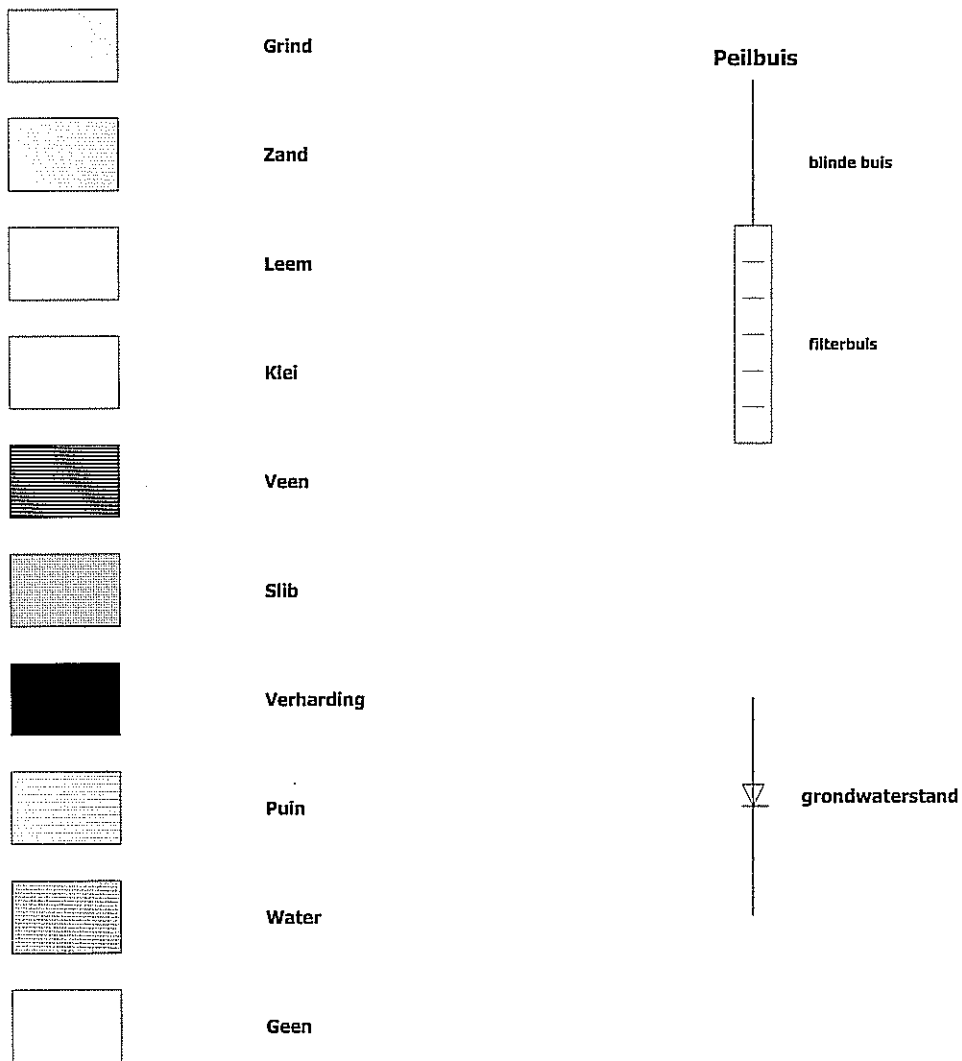 Grind
Zand
Leem
Klei
Veen
Slib
Verharding
Puin
Water
Geen
Peilbuis
blinde buis
filterbuis
grondwaterstand